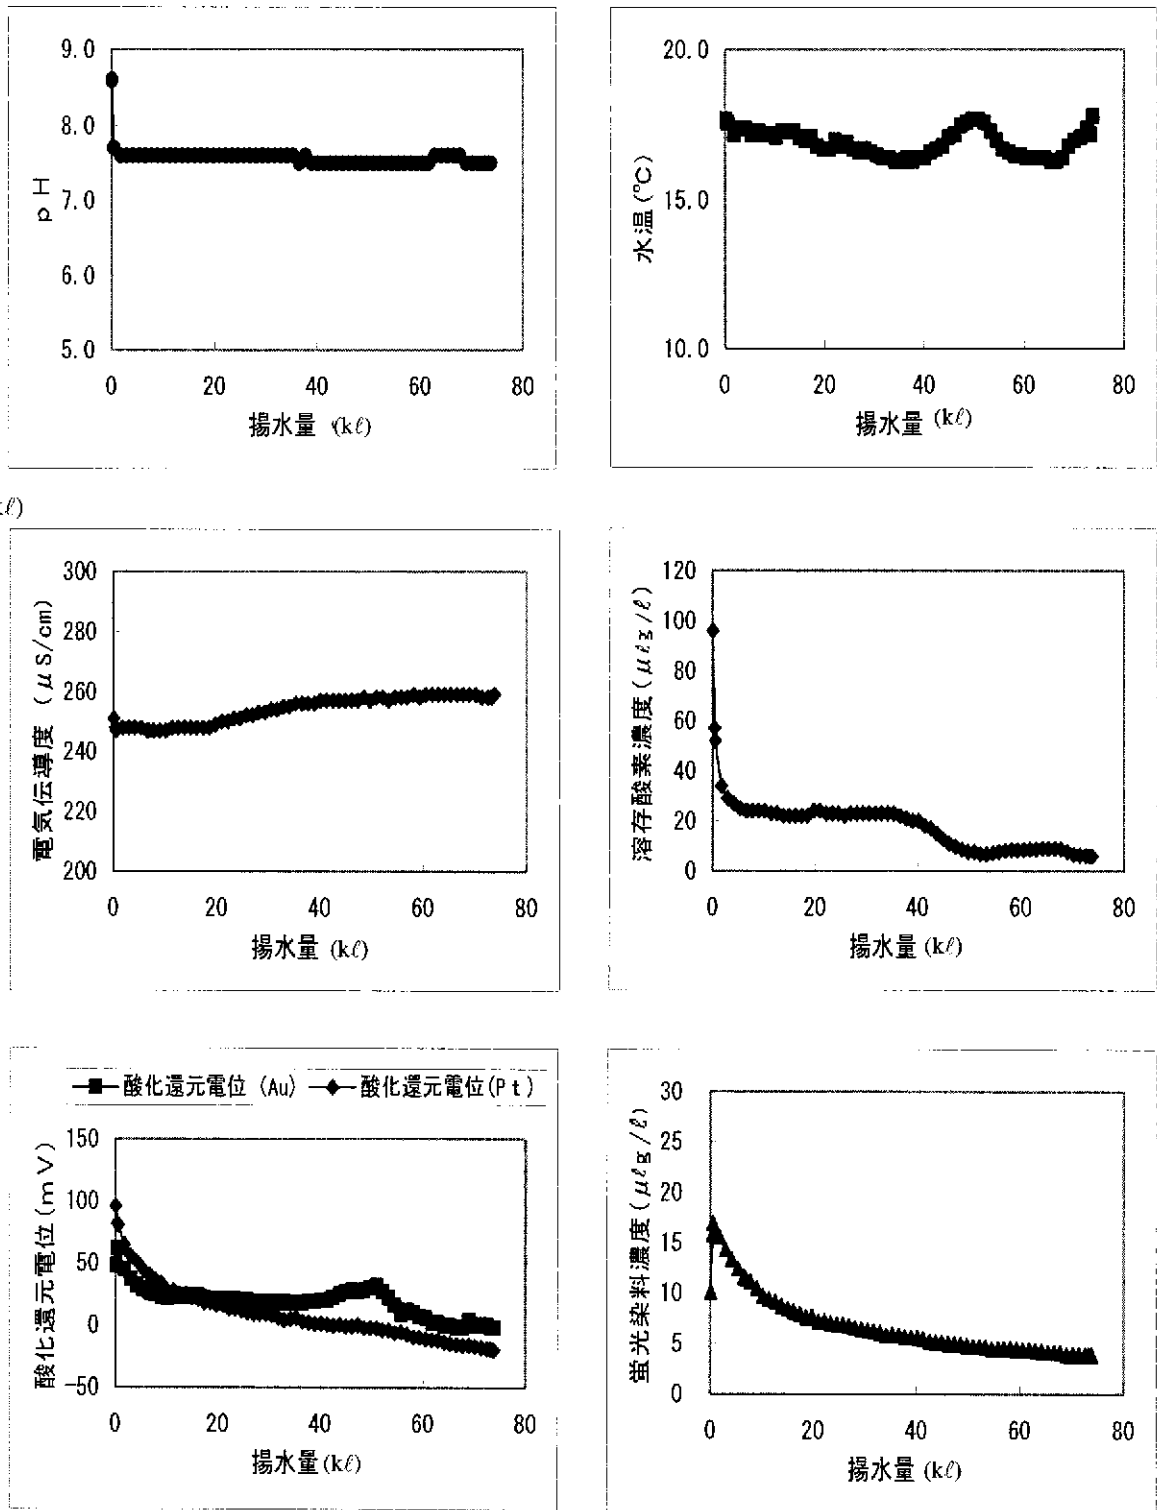 9.0
8.0
7.0
6.0
5.0
pH
0 20 40 60 80
揚水量 (kℓ)
20.0
15.0
10.0
水温(℃)
0 20 40 60 80
揚水量 (kℓ)
kℓ)
300
280
260
240
220
200
電気伝導度 (μS/cm)
0 20 40 60 80
揚水量 (kℓ)
120
100
80
60
40
20
0
溶存酸素濃度(μℓg/ℓ)
0 20 40 60 80
揚水量 (kℓ)
酸化還元電位 (Au) 酸化還元電位(Pt)
150
100
50
0
-50
酸化還元電位(mV)
0 20 40 60 80
揚水量(kℓ)
30
25
20
15
10
5
0
蛍光染料濃度(μℓg/ℓ)
0 20 40 60 80
揚水量 (kℓ)